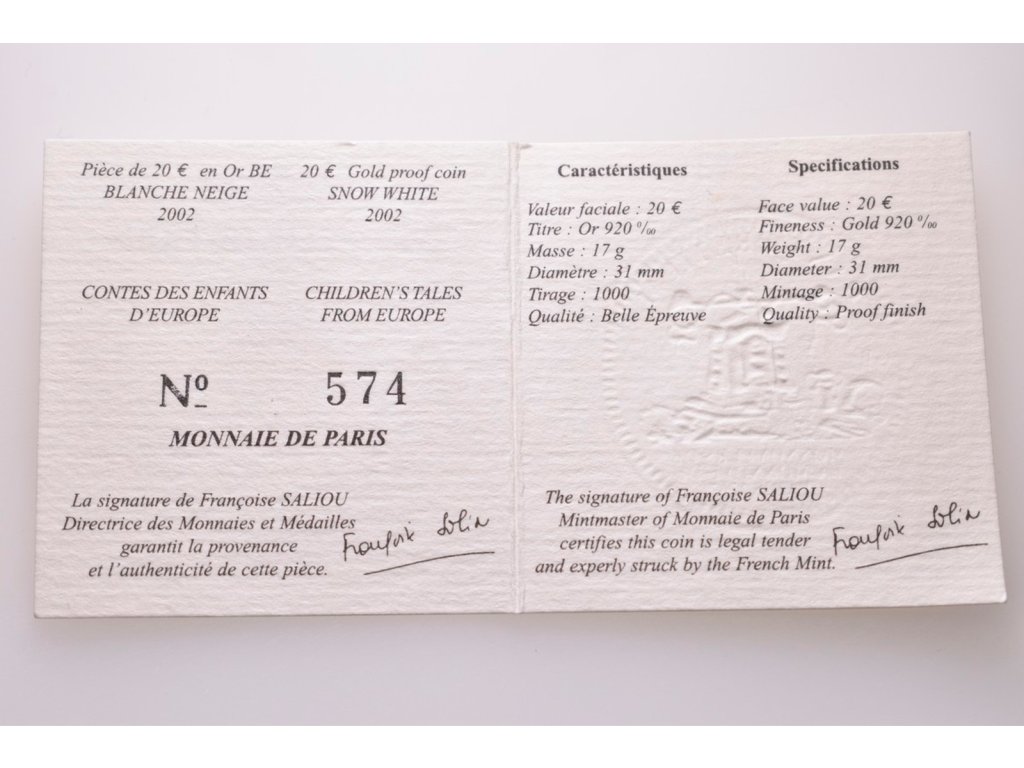 Pièce de 20 € en Or BE
BLANCHE NEIGE
2002
20 € Gold proof coin
SNOW WHITE
2002
CONTES DES ENFANTS
D'EUROPE
CHILDREN'S TALES
FROM EUROPE
Nº 574
MONNAIE DE PARIS
La signature de Françoise SALIOU
Directrice des Monnaies et Médailles
garantit la provenance
et l'authenticité de cette pièce.
Caractéristiques
Valeur faciale : 20 €
Titre : Or 920 ‰
Masse : 17 g
Diamètre : 31 mm
Tirage : 1000
Qualité : Belle Épreuve
Specifications
Face value : 20 €
Fineness : Gold 920 ‰
Weight : 17 g
Diameter : 31 mm
Mintage : 1000
Quality : Proof finish
The signature of Françoise SALIOU
Mintmaster of Monnaie de Paris
certifies this coin is legal tender
and experly struck by the French Mint.